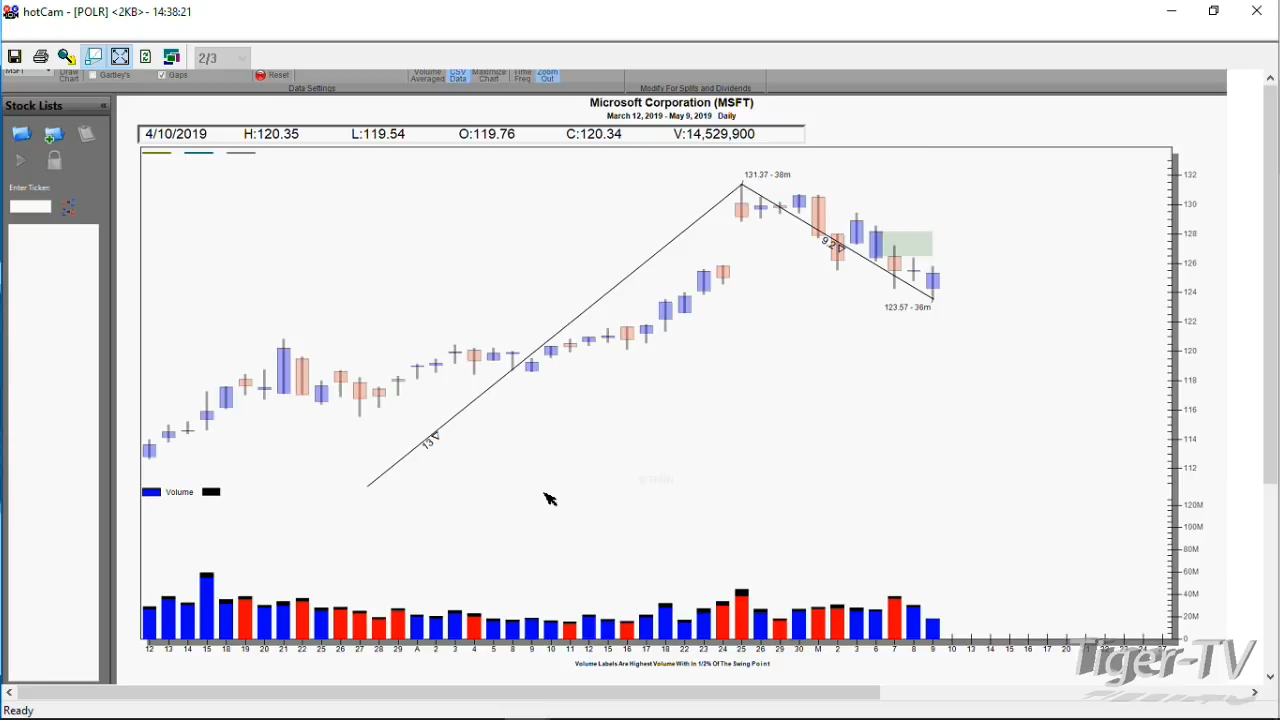 hotCam - [POLR] <2KB> - 14:38:21
2/3
MSFT Draw Chart Gartley's Gaps Reset Volume Averaged CSV Data Maximize Chart Time Freq Zoom Out
Data Settings Modify For Splits and Dividends
Stock Lists «
Microsoft Corporation (MSFT)
March 12, 2019 - May 9, 2019 Daily
4/10/2019 H:120.35 L:119.54 O:119.76 C:120.34 V:14,529,900
Enter Ticker:
131.37 - 38m
132
130
128
9.2
126
124
123.57 - 36m
122
120
118
116
13
114
112
Volume
120M
100M
80M
60M
40M
20M
0
12 13 14 15 18 19 20 21 22 25 26 27 28 29 A 2 3 4 5 8 9 10 11 12 15 16 17 18 22 23 24 25 26 29 30 M 2 3 6 7 8 9 10 13 14 15 16 17 20
Volume Labels Are Highest Volume With In 1/2% Of The Swing Point
Tiger-TV
Ready